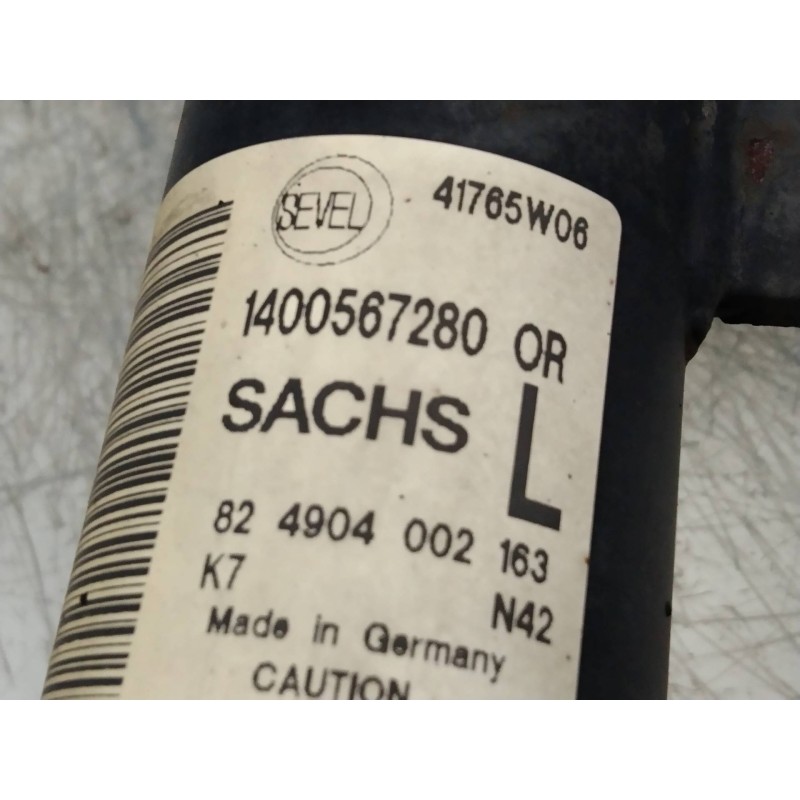 SEVEL 41765W06
1400567280 OR
SACHS L
82 4904 002 163
K7 N42
Made in Germany
CAUTION